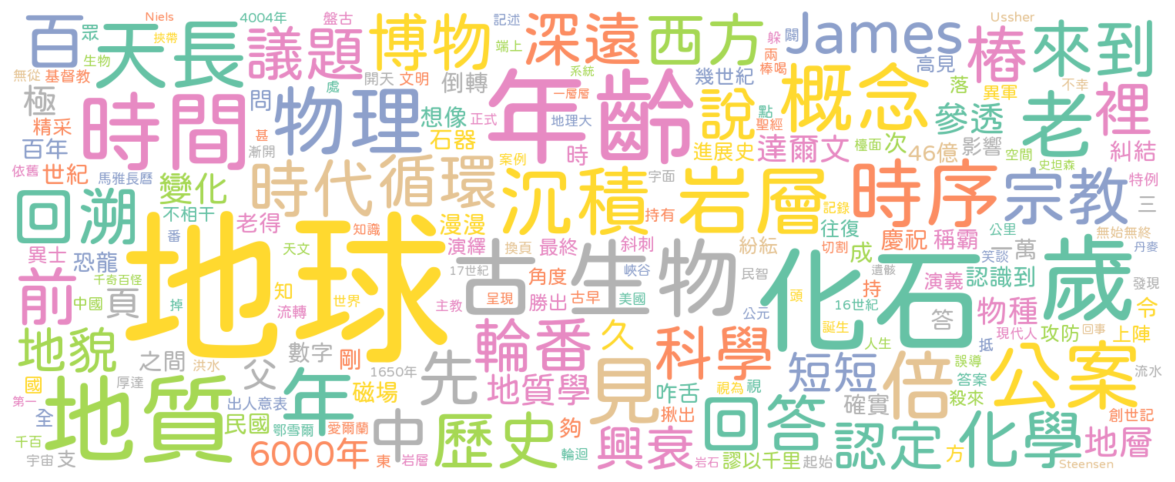 Niels 4004年 盤古 記述 Ussher
百 天長 眾 議題 博物 深遠 西方 James 樁 來到
挾帶 端上 躲 闢 高見
生物 無從 基督教 開天 文明 倒轉 系統 幾世紀 兩 棒喝 落 異軍 不幸
極 時間 問 物理 想像 處 年齡 一層層 說 點 聖經 概念 參透 老 裡
精采 百年 基 漸開 石器 正式 地理大 時 進展史 達爾文 檯面 次 46億 影響 空間 糾結
依舊 世紀 馬雅長曆 變化 時代 循環 案例 字面 史坦森 特例
回溯 不相干 老得 知識 漫漫 沉積 持有 岩層 記錄 往復 時序 宗教 三
異士 恐龍 番 天文 演繹 換頁 最終 斜刺 紛紜 切割 成 慶祝 稱霸 公里 一萬 無始無終
千奇百怪 地球 17世紀 角度 古生物 峽谷 民智 化石 遺骸 笑談 認識到 丹麥 歲
前 中國 頁 掉 知 流轉 世界 主教 呈現 勝出 古早 美國 公元 16世紀 頭 持 演義 物種 發現
地貌 之間 數字 剛 輪番 久 科學 誕生 答 現代人 攻防 回事 令 上陣
國 洪水 父 1650年 磁場 先 地質學 見 咋舌 視為 視 短短 人生 倍 誤導 抵 公案 流水
第一 厚達 地質 出人意表 年 揪出 確實 答案 殺來 創世記
全 民國 鄂雪爾 愛爾蘭 中 歷史 夠 興衰 回答 認定 化學 地層
千百 宇宙 支 6000年 東 岩層 輪迴 岩石 謬以千里 起始 方 Steensen